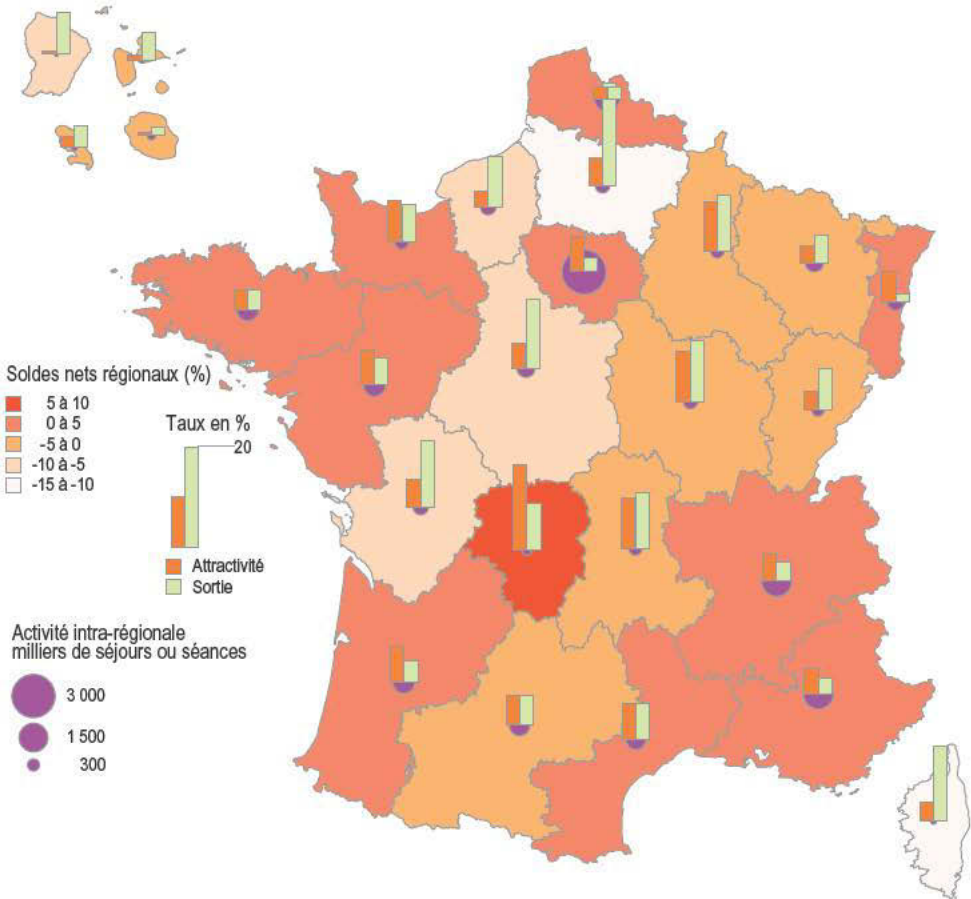 Soldes nets régionaux (%)
5 à 10
0 à 5
-5 à 0
-10 à -5
-15 à -10
Taux en %
20
Attractivité
Sortie
Activité intra-régionale
milliers de séjours ou séances
3 000
1 500
300